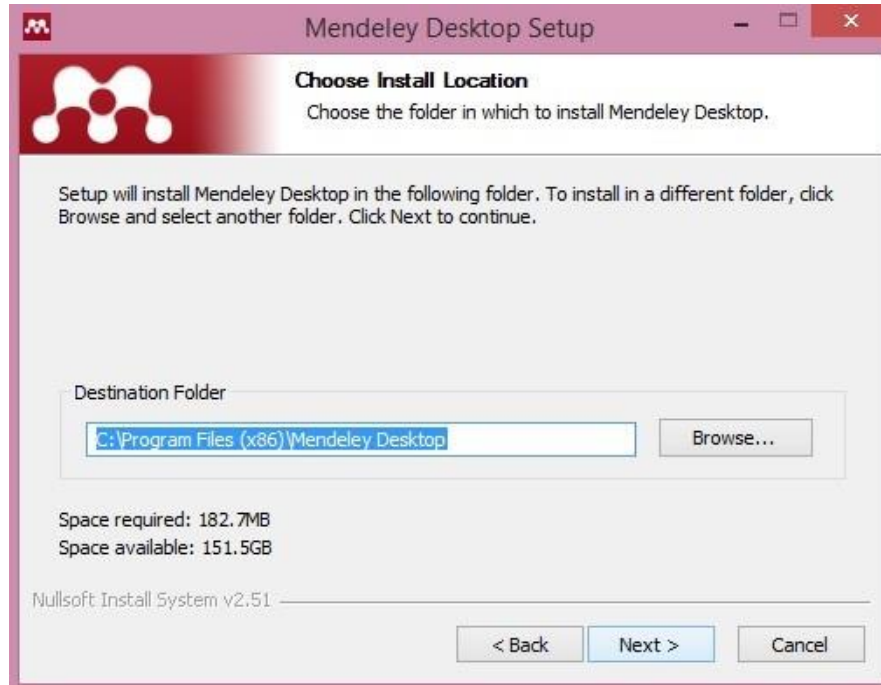 Mendeley Desktop Setup
Choose Install Location
Choose the folder in which to install Mendeley Desktop.
Setup will install Mendeley Desktop in the following folder. To install in a different folder, click
Browse and select another folder. Click Next to continue.
Destination Folder
C:\Program Files (x86)\Mendeley Desktop
Browse...
Space required: 182.7MB
Space available: 151.5GB
Nullsoft Install System v2.51
< Back
Next >
Cancel